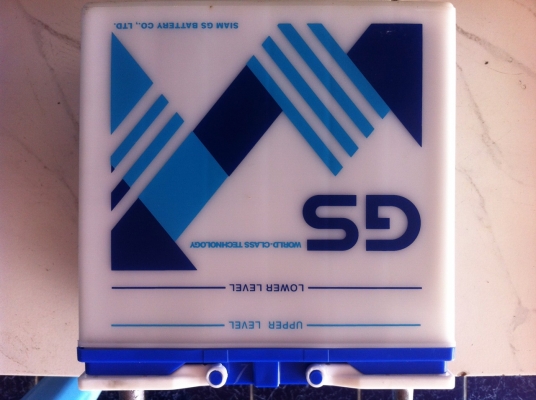 UPPER LEVEL
LOWER LEVEL
GS
WORLD-CLASS TECHNOLOGY
SIAM GS BATTERY CO., LTD.